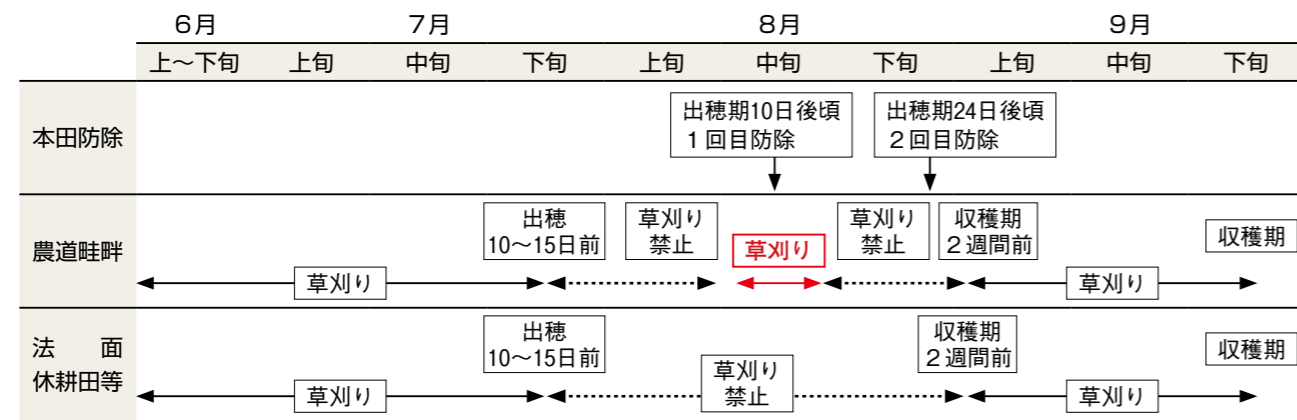 6月 7月 8月 9月
上〜下旬 上旬 中旬 下旬 上旬 中旬 下旬 上旬 中旬 下旬
本田防除
出穂期10日後頃
1回目防除
出穂期24日後頃
2回目防除
農道畦畔
出穂
10〜15日前
草刈り
禁止
草刈り
草刈り
禁止
収穫期
2週間前
収穫期
草刈り
草刈り
法　面
休耕田等
出穂
10〜15日前
草刈り
禁止
収穫期
2週間前
収穫期
草刈り
草刈り